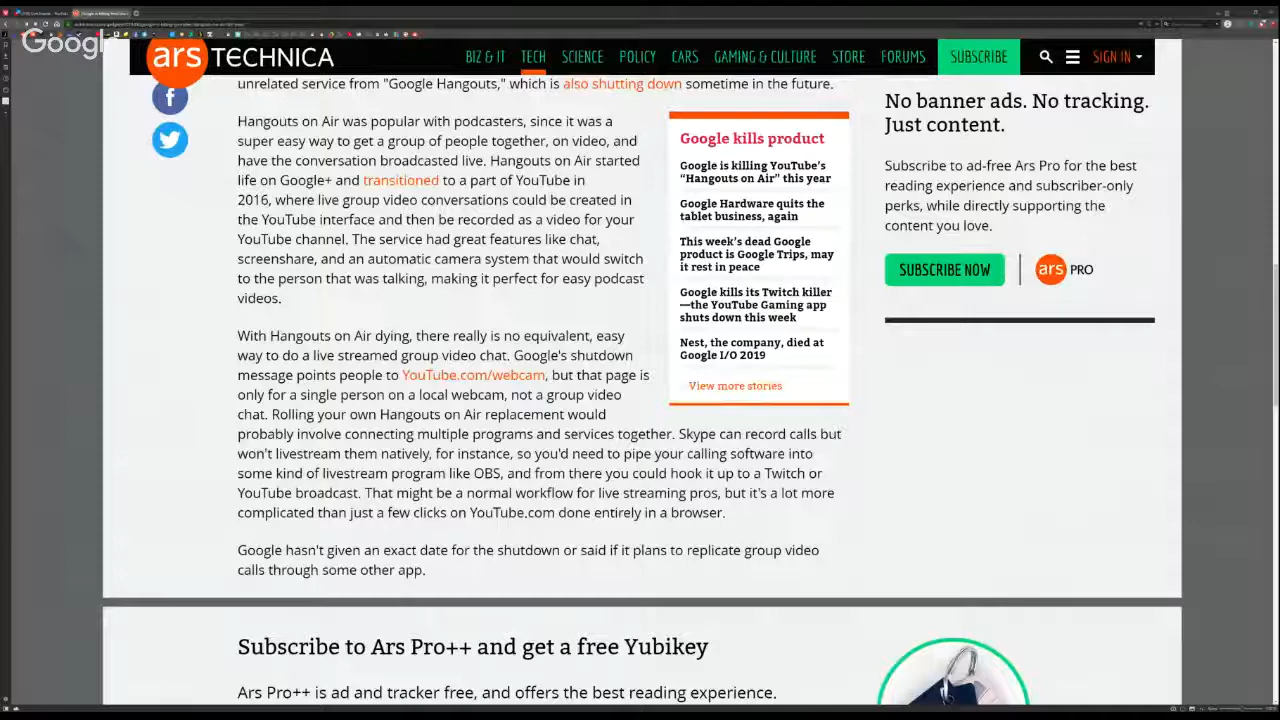 Google
ars TECHNICA
BIZ & IT TECH SCIENCE POLICY CARS GAMING & CULTURE STORE FORUMS SUBSCRIBE SIGN IN
unrelated service from "Google Hangouts," which is also shutting down sometime in the future.
Hangouts on Air was popular with podcasters, since it was a
super easy way to get a group of people together, on video, and
have the conversation broadcasted live. Hangouts on Air started
life on Google+ and transitioned to a part of YouTube in
2016, where live group video conversations could be created in
the YouTube interface and then be recorded as a video for your
YouTube channel. The service had great features like chat,
screenshare, and an automatic camera system that would switch
to the person that was talking, making it perfect for easy podcast
videos.
With Hangouts on Air dying, there really is no equivalent, easy
way to do a live streamed group video chat. Google's shutdown
message points people to YouTube.com/webcam, but that page is
only for a single person on a local webcam, not a group video
chat. Rolling your own Hangouts on Air replacement would
probably involve connecting multiple programs and services together. Skype can record calls but
won't livestream them natively, for instance, so you'd need to pipe your calling software into
some kind of livestream program like OBS, and from there you could hook it up to a Twitch or
YouTube broadcast. That might be a normal workflow for live streaming pros, but it's a lot more
complicated than just a few clicks on YouTube.com done entirely in a browser.
Google hasn't given an exact date for the shutdown or said if it plans to replicate group video
calls through some other app.
Google kills product
Google is killing YouTube's
"Hangouts on Air" this year
Google Hardware quits the
tablet business, again
This week's dead Google
product is Google Trips, may
it rest in peace
Google kills its Twitch killer
—the YouTube Gaming app
shuts down this week
Nest, the company, died at
Google I/O 2019
View more stories
No banner ads. No tracking.
Just content.
Subscribe to ad-free Ars Pro for the best
reading experience and subscriber-only
perks, while directly supporting the
content you love.
SUBSCRIBE NOW ars PRO
Subscribe to Ars Pro++ and get a free Yubikey
Ars Pro++ is ad and tracker free, and offers the best reading experience.